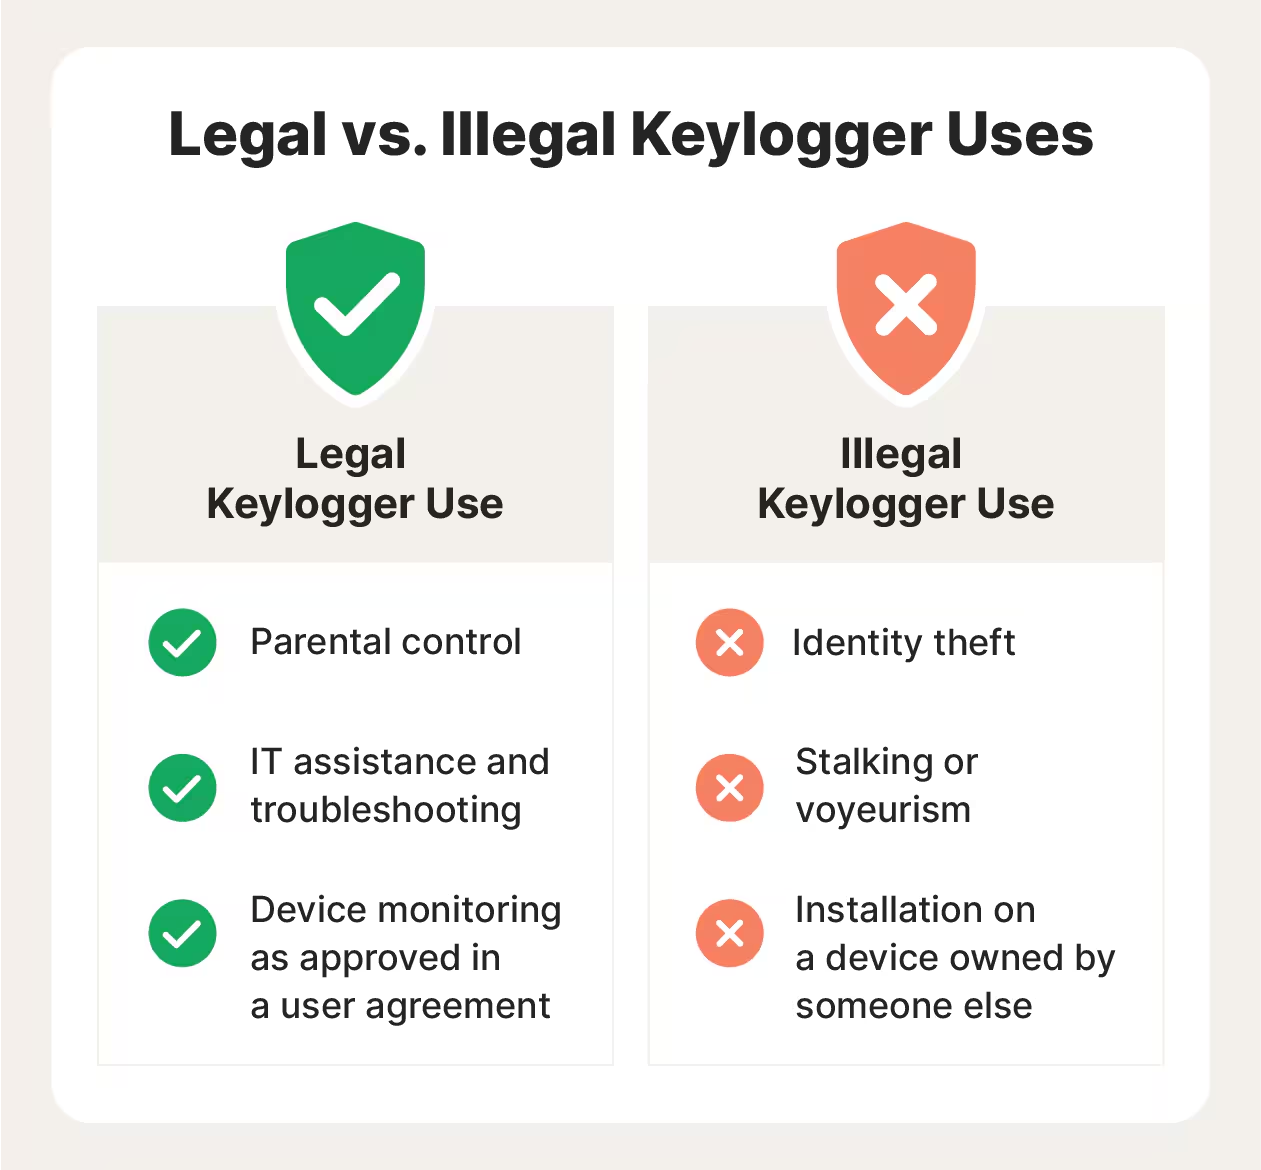 Legal vs. Illegal Keylogger Uses
Legal
Keylogger Use
Parental control
IT assistance and
troubleshooting
Device monitoring
as approved in
a user agreement
Illegal
Keylogger Use
Identity theft
Stalking or
voyeurism
Installation on
a device owned by
someone else